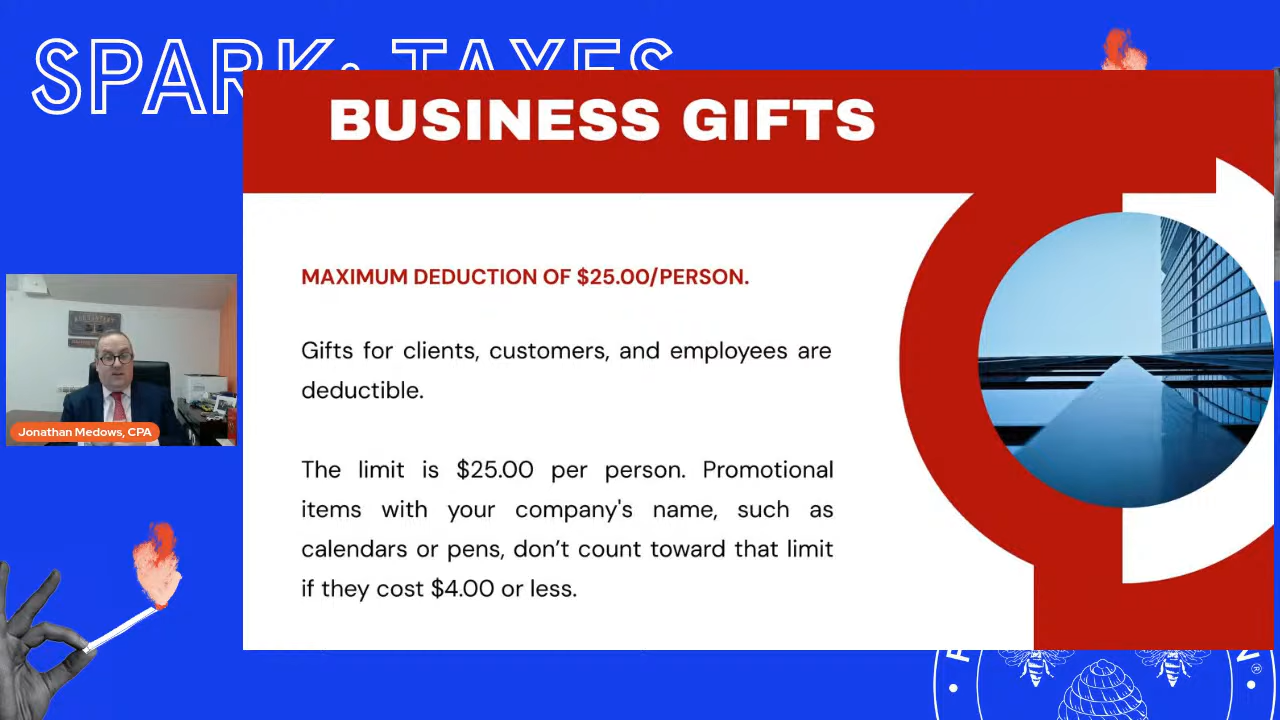 SPARK: TAXES
BUSINESS GIFTS
MAXIMUM DEDUCTION OF $25.00/PERSON.
Gifts for clients, customers, and employees are
deductible.
The limit is $25.00 per person. Promotional
items with your company's name, such as
calendars or pens, don’t count toward that limit
if they cost $4.00 or less.
Jonathan Medows, CPA